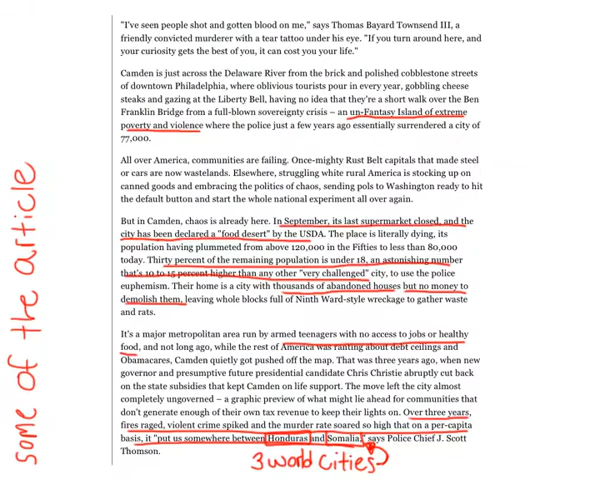 "I've seen people shot and gotten blood on me," says Thomas Bayard Townsend III, a
friendly convicted murderer with a tear tattoo under his eye. "If you turn around here, and
your curiosity gets the best of you, it can cost you your life."
Camden is just across the Delaware River from the brick and polished cobblestone streets
of downtown Philadelphia, where oblivious tourists pour in every year, gobbling cheese
steaks and gazing at the Liberty Bell, having no idea that they're a short walk over the Ben
Franklin Bridge from a full-blown sovereignty crisis – an un-Fantasy Island of extreme
poverty and violence where the police just a few years ago essentially surrendered a city of
77,000.
All over America, communities are failing. Once-mighty Rust Belt capitals that made steel
or cars are now wastelands. Elsewhere, struggling white rural America is stocking up on
canned goods and embracing the politics of chaos, sending pols to Washington ready to hit
the default button and start the whole national experiment all over again.
But in Camden, chaos is already here. In September, its last supermarket closed, and the
city has been declared a "food desert" by the USDA. The place is literally dying, its
population having plummeted from above 120,000 in the Fifties to less than 80,000
today. Thirty percent of the remaining population is under 18, an astonishing number
that's 10 to 15 percent higher than any other "very challenged" city, to use the police
euphemism. Their home is a city with thousands of abandoned houses but no money to
demolish them, leaving whole blocks full of Ninth Ward-style wreckage to gather waste
and rats.
It's a major metropolitan area run by armed teenagers with no access to jobs or healthy
food, and not long ago, while the rest of America was ranting about debt ceilings and
Obamacares, Camden quietly got pushed off the map. That was three years ago, when new
governor and presumptive future presidential candidate Chris Christie abruptly cut back
on the state subsidies that kept Camden on life support. The move left the city almost
completely ungoverned – a graphic preview of what might lie ahead for communities that
don't generate enough of their own tax revenue to keep their lights on. Over three years,
fires raged, violent crime spiked and the murder rate soared so high that on a per-capita
basis, it "put us somewhere between Honduras and Somalia," says Police Chief J. Scott
Thomson.
3 world Cities
some of the article